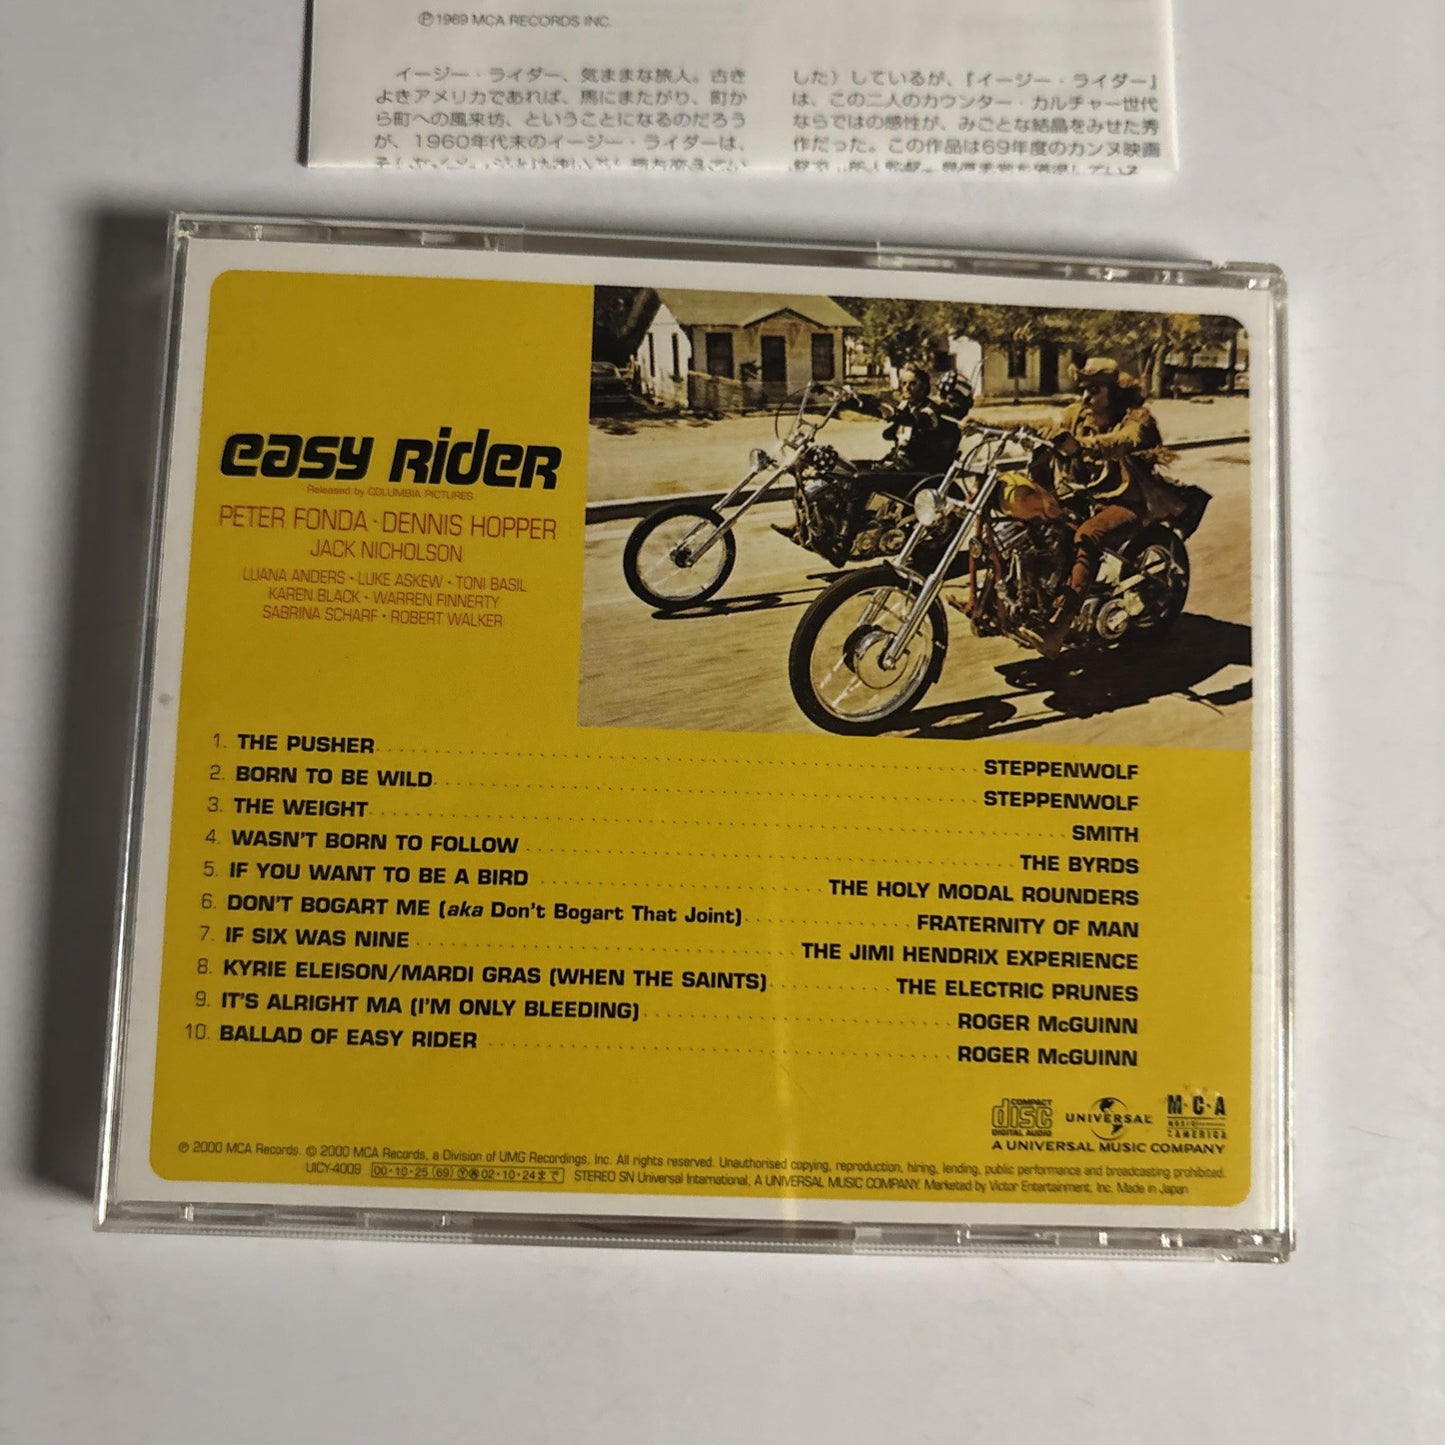 ℗1969 MCA RECORDS INC.
イージー・ライダー、気ままな旅人。古き
よきアメリカであれば、馬にまたがり、町か
ら町への風来坊、ということになるのだろう
が、1960年代末のイージー・ライダーは、
した）しているが、『イージー・ライダー』
は、この二人のカウンター・カルチャー世代
ならではの感性が、みごとな結晶をみせた秀
作だった。この作品は69年度のカンヌ映画
easy Rider
Released by COLUMBIA PICTURES
PETER FONDA・DENNIS HOPPER
JACK NICHOLSON
LUANA ANDERS・LUKE ASKEW・TONI BASIL
KAREN BLACK・WARREN FINNERTY
SABRINA SCHARF・ROBERT WALKER
1. THE PUSHER STEPPENWOLF
2. BORN TO BE WILD STEPPENWOLF
3. THE WEIGHT SMITH
4. WASN'T BORN TO FOLLOW THE BYRDS
5. IF YOU WANT TO BE A BIRD THE HOLY MODAL ROUNDERS
6. DON'T BOGART ME (aka Don't Bogart That Joint) FRATERNITY OF MAN
7. IF SIX WAS NINE THE JIMI HENDRIX EXPERIENCE
8. KYRIE ELEISON/MARDI GRAS (WHEN THE SAINTS) THE ELECTRIC PRUNES
9. IT'S ALRIGHT MA (I'M ONLY BLEEDING) ROGER McGUINN
10. BALLAD OF EASY RIDER ROGER McGUINN
COMPACT disc DIGITAL AUDIO
UNIVERSAL
M·C·A
MUSIC
AMERICA
A UNIVERSAL MUSIC COMPANY
℗ 2000 MCA Records. © 2000 MCA Records, a Division of UMG Recordings, Inc. All rights reserved. Unauthorised copying, reproduction, hiring, lending, public performance and broadcasting prohibited.
UICY-4009 00・10・25 (69) Ⓨ 02・10・24まで STEREO SN Universal International, A UNIVERSAL MUSIC COMPANY. Marketed by Victor Entertainment, Inc. Made in Japan